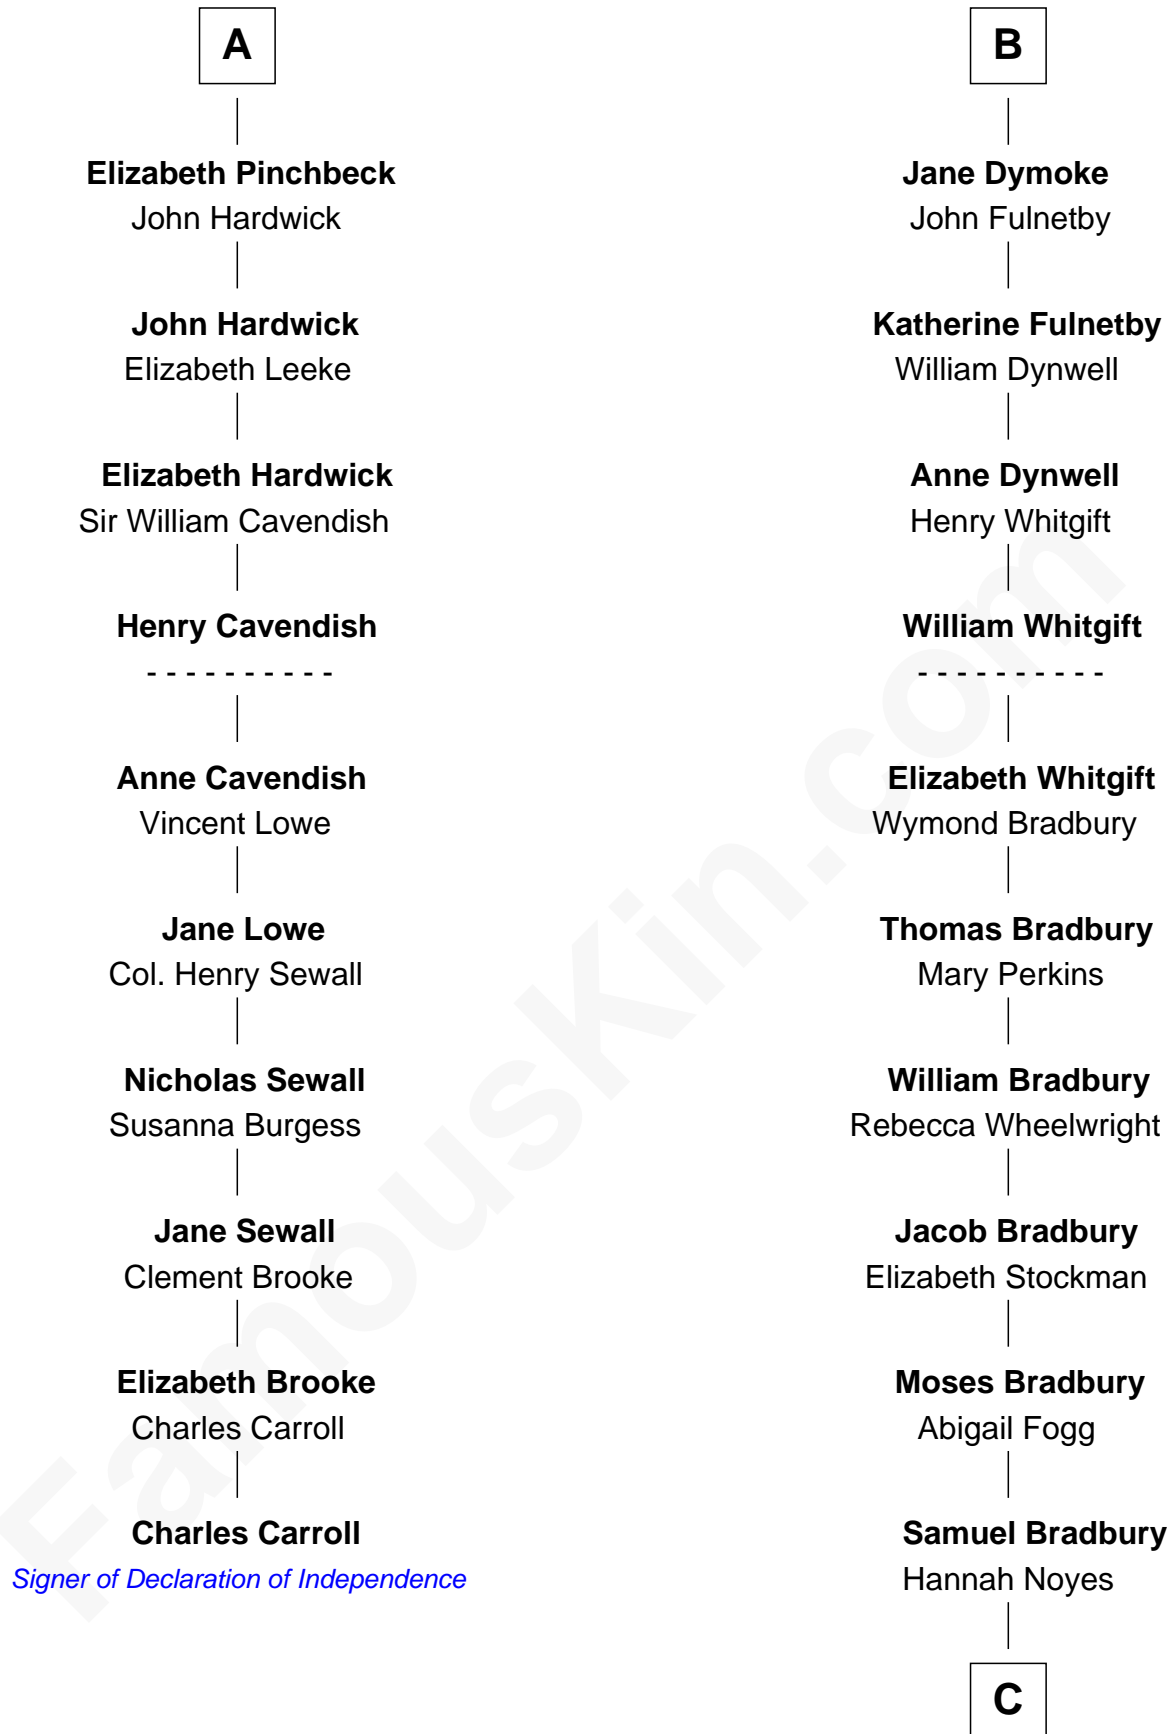 A
Elizabeth Pinchbeck
John Hardwick
John Hardwick
Elizabeth Leeke
Elizabeth Hardwick
Sir William Cavendish
Henry Cavendish
- - - - - - - - - -
Anne Cavendish
Vincent Lowe
Jane Lowe
Col. Henry Sewall
Nicholas Sewall
Susanna Burgess
Jane Sewall
Clement Brooke
Elizabeth Brooke
Charles Carroll
Charles Carroll
Signer of Declaration of Independence
B
Jane Dymoke
John Fulnetby
Katherine Fulnetby
William Dynwell
Anne Dynwell
Henry Whitgift
William Whitgift
- - - - - - - - - -
Elizabeth Whitgift
Wymond Bradbury
Thomas Bradbury
Mary Perkins
William Bradbury
Rebecca Wheelwright
Jacob Bradbury
Elizabeth Stockman
Moses Bradbury
Abigail Fogg
Samuel Bradbury
Hannah Noyes
C
FamousKin.com